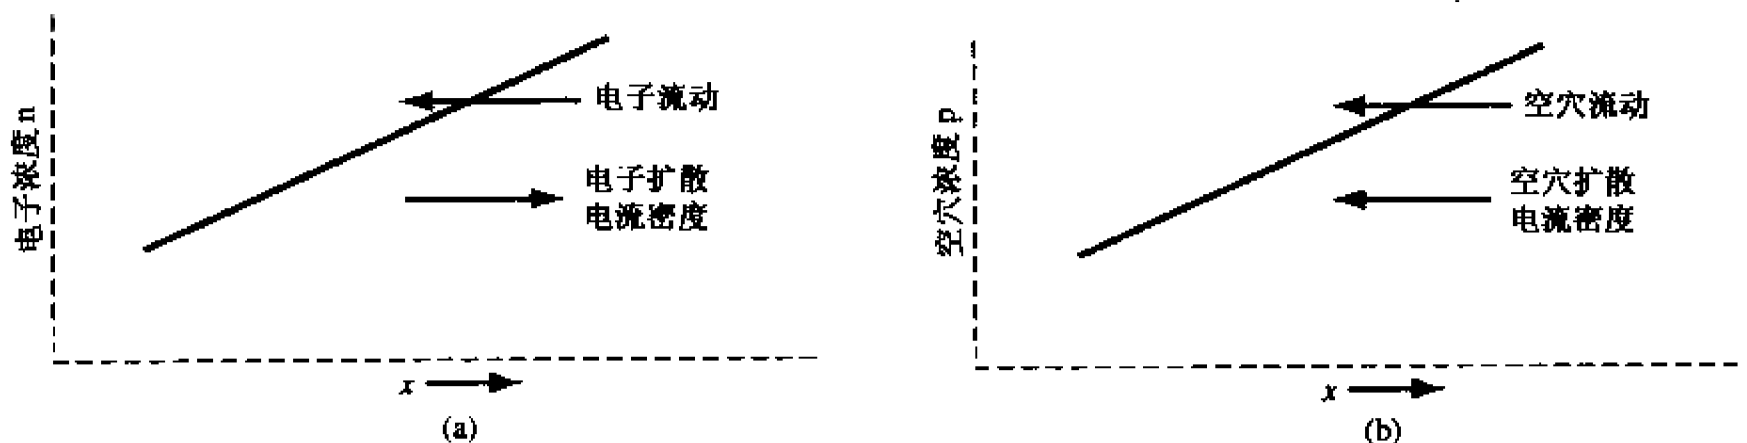 电子浓度 n
电子流动
电子扩散
电流密度
x
(a)
空穴浓度 p
空穴流动
空穴扩散
电流密度
x
(b)